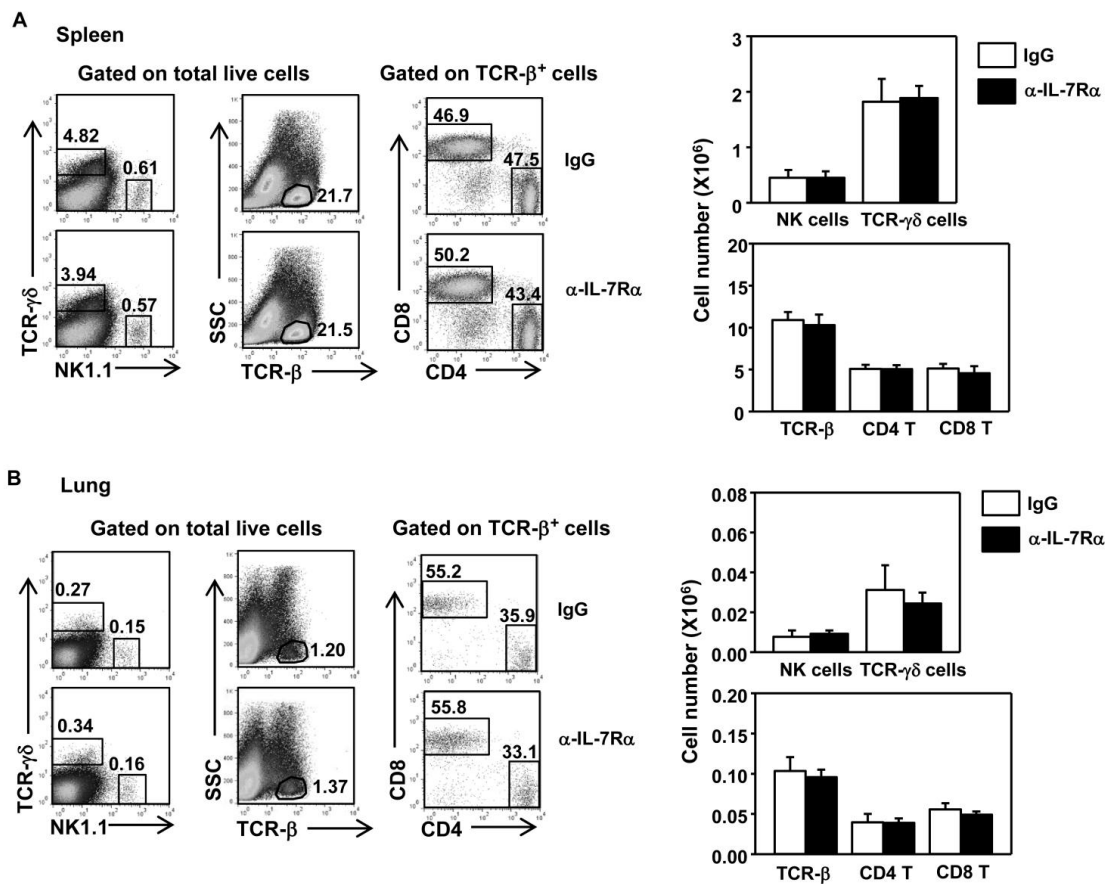 A
Spleen
Gated on total live cells
Gated on TCR-β+ cells
4.82
0.61
21.7
46.9
47.5
IgG
3.94
0.57
21.5
50.2
43.4
α-IL-7Rα
TCR-γδ
NK1.1
SSC
TCR-β
CD8
CD4
Cell number (X10⁶)
3
2
1
0
NK cells
TCR-γδ cells
IgG
α-IL-7Rα
20
15
10
5
0
TCR-β
CD4 T
CD8 T
B
Lung
Gated on total live cells
Gated on TCR-β+ cells
0.27
0.15
1.20
55.2
35.9
IgG
0.34
0.16
1.37
55.8
33.1
α-IL-7Rα
TCR-γδ
NK1.1
SSC
TCR-β
CD8
CD4
Cell number (X10⁶)
0.08
0.06
0.04
0.02
0.00
NK cells
TCR-γδ cells
IgG
α-IL-7Rα
0.20
0.15
0.10
0.05
0.00
TCR-β
CD4 T
CD8 T